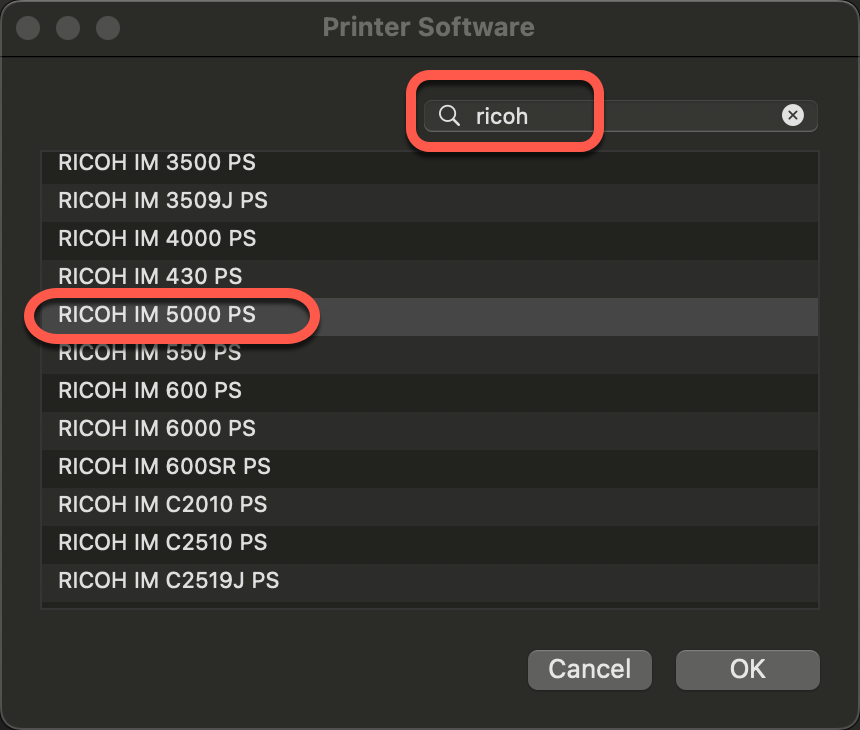 Printer Software
ricoh
RICOH IM 3500 PS
RICOH IM 3509J PS
RICOH IM 4000 PS
RICOH IM 430 PS
RICOH IM 5000 PS
RICOH IM 550 PS
RICOH IM 600 PS
RICOH IM 6000 PS
RICOH IM 600SR PS
RICOH IM C2010 PS
RICOH IM C2510 PS
RICOH IM C2519J PS
Cancel OK